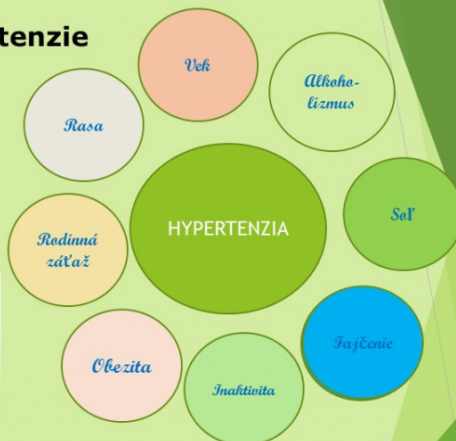 tenzie
Vek
Alkoho-
lizmus
Rasa
HYPERTENZIA
Soľ
Rodinná
záťaž
Fajčenie
Obezita
Inaktivita